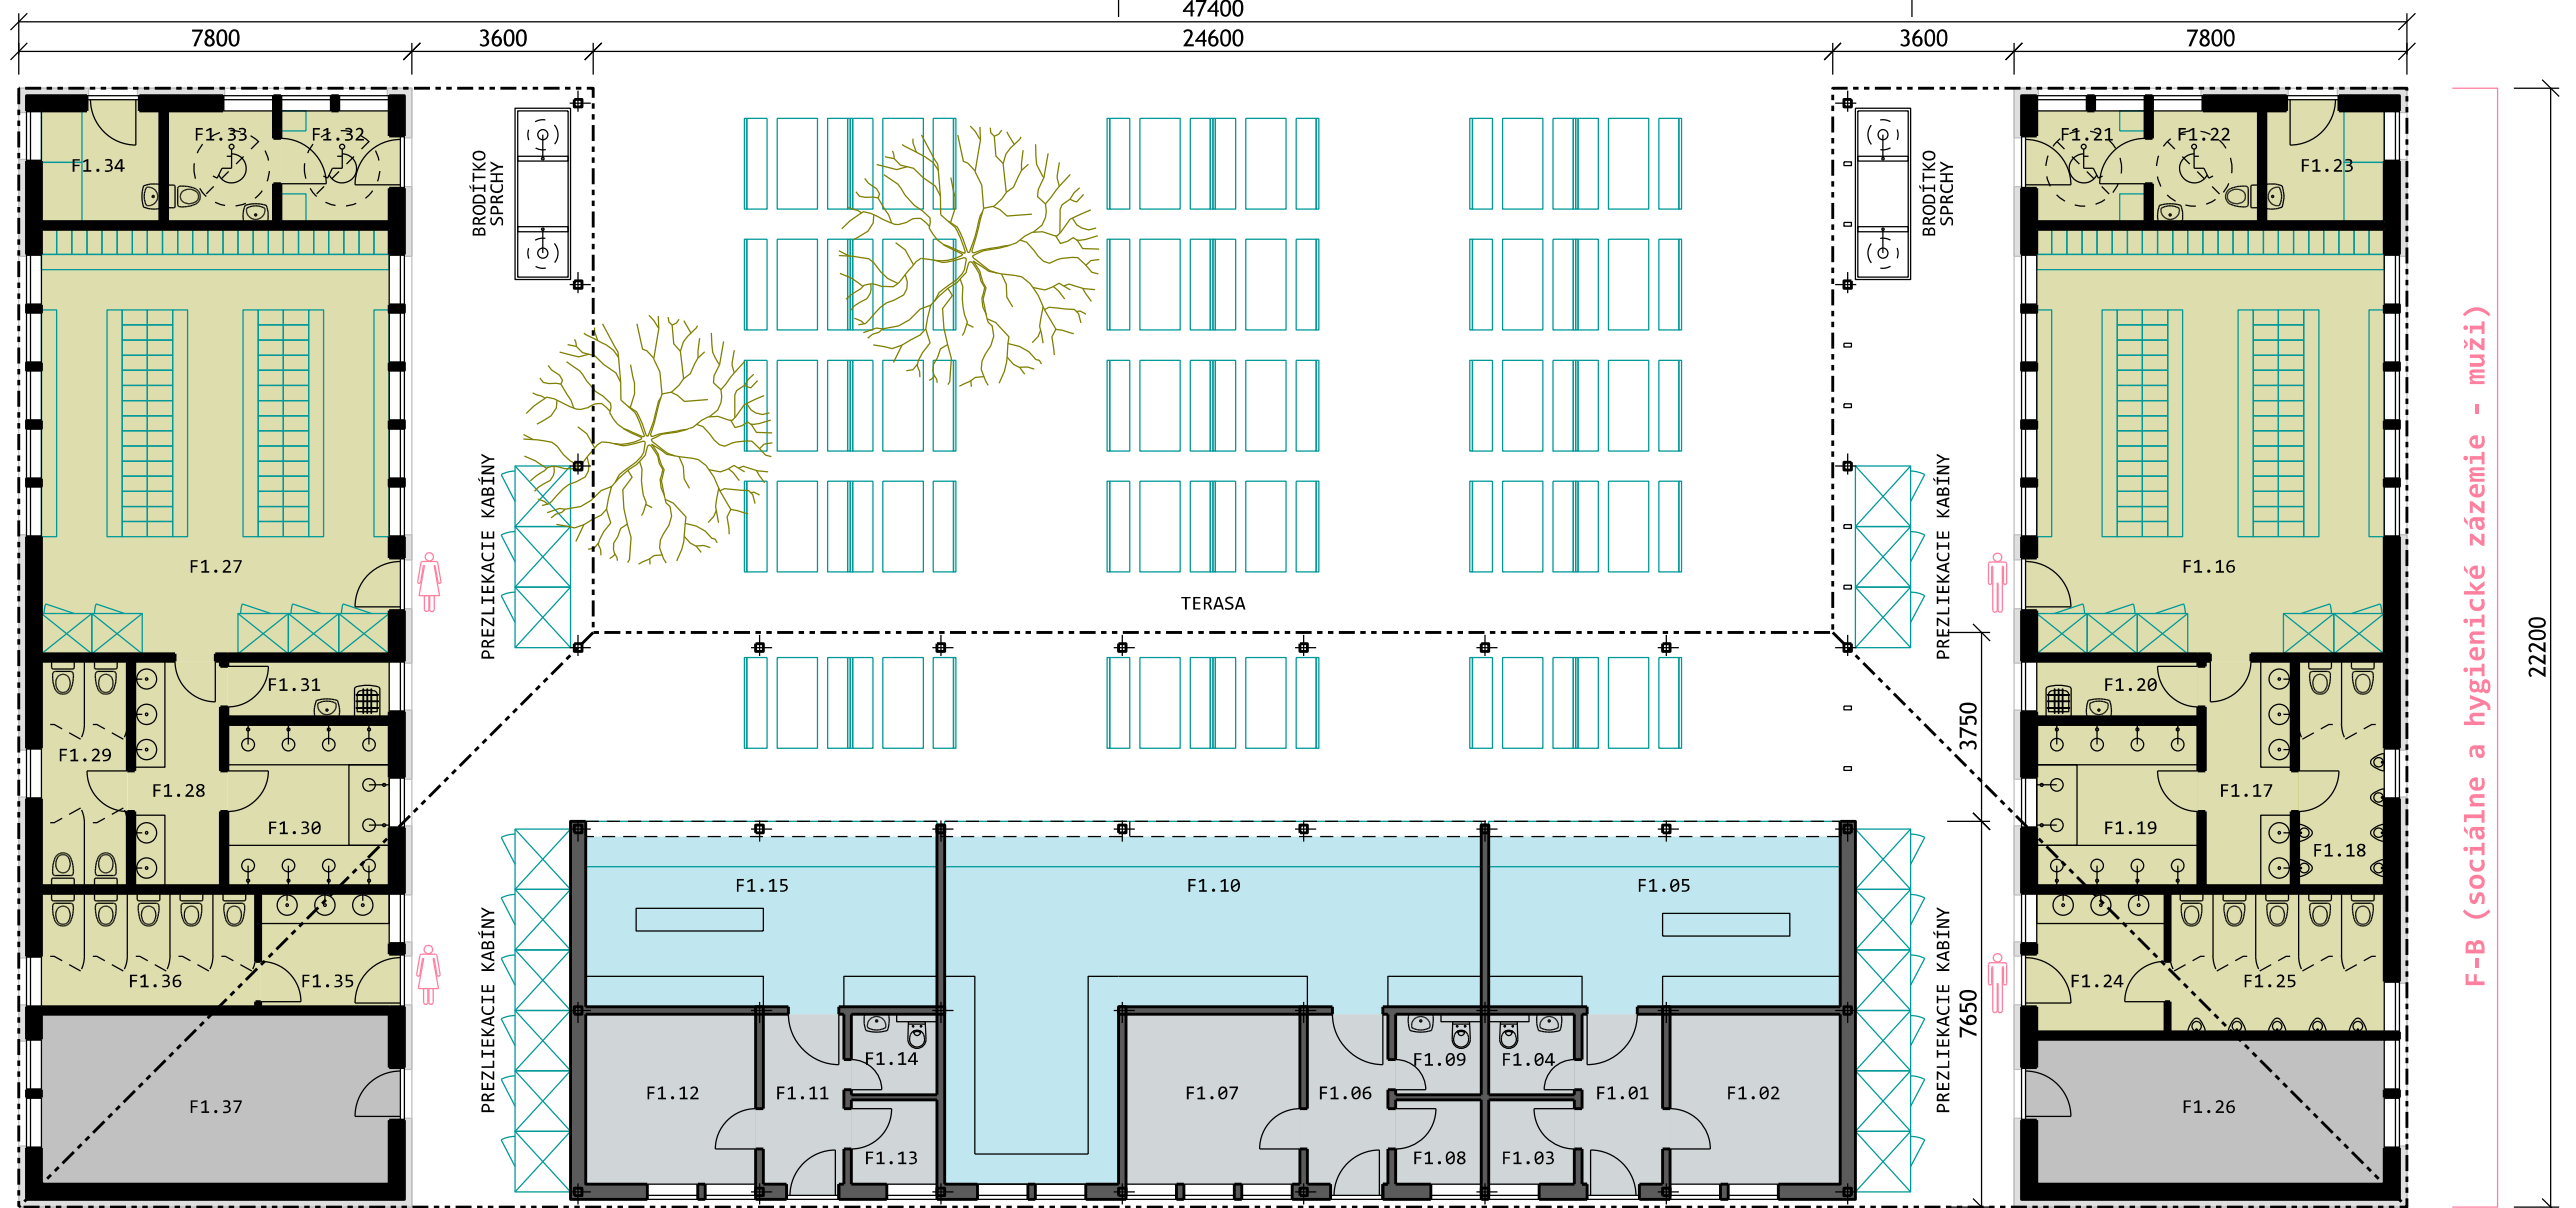 47400
7800
3600
24600
3600
7800
F1.33
F1.32
F1.34
BRODÍTKO
SPRCHY
BRODÍTKO
SPRCHY
F1.21
F1.22
F1.23
F1.27
PREZLIEKACIE KABÍNY
TERASA
PREZLIEKACIE KABÍNY
F1.16
F-B (sociálne a hygienické zázemie - muži)
22200
F1.31
F1.29
F1.28
F1.30
3750
F1.20
F1.17
F1.19
F1.18
F1.15
F1.10
F1.05
F1.36
F1.35
PREZLIEKACIE KABÍNY
PREZLIEKACIE KABÍNY
7650
F1.24
F1.25
F1.14
F1.09
F1.04
F1.12
F1.11
F1.07
F1.06
F1.01
F1.02
F1.37
F1.26
F1.13
F1.08
F1.03